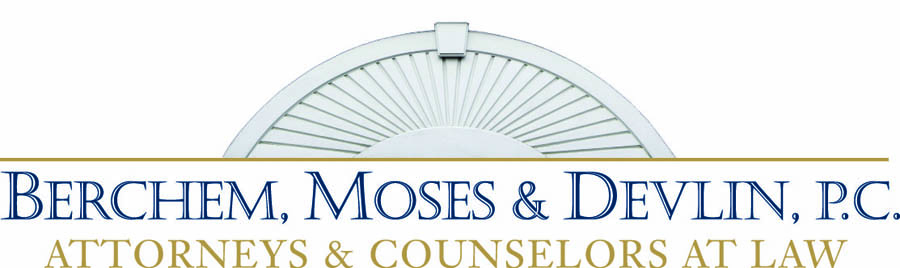 BERCHEM, MOSES & DEVLIN, P.C.
ATTORNEYS & COUNSELORS AT LAW